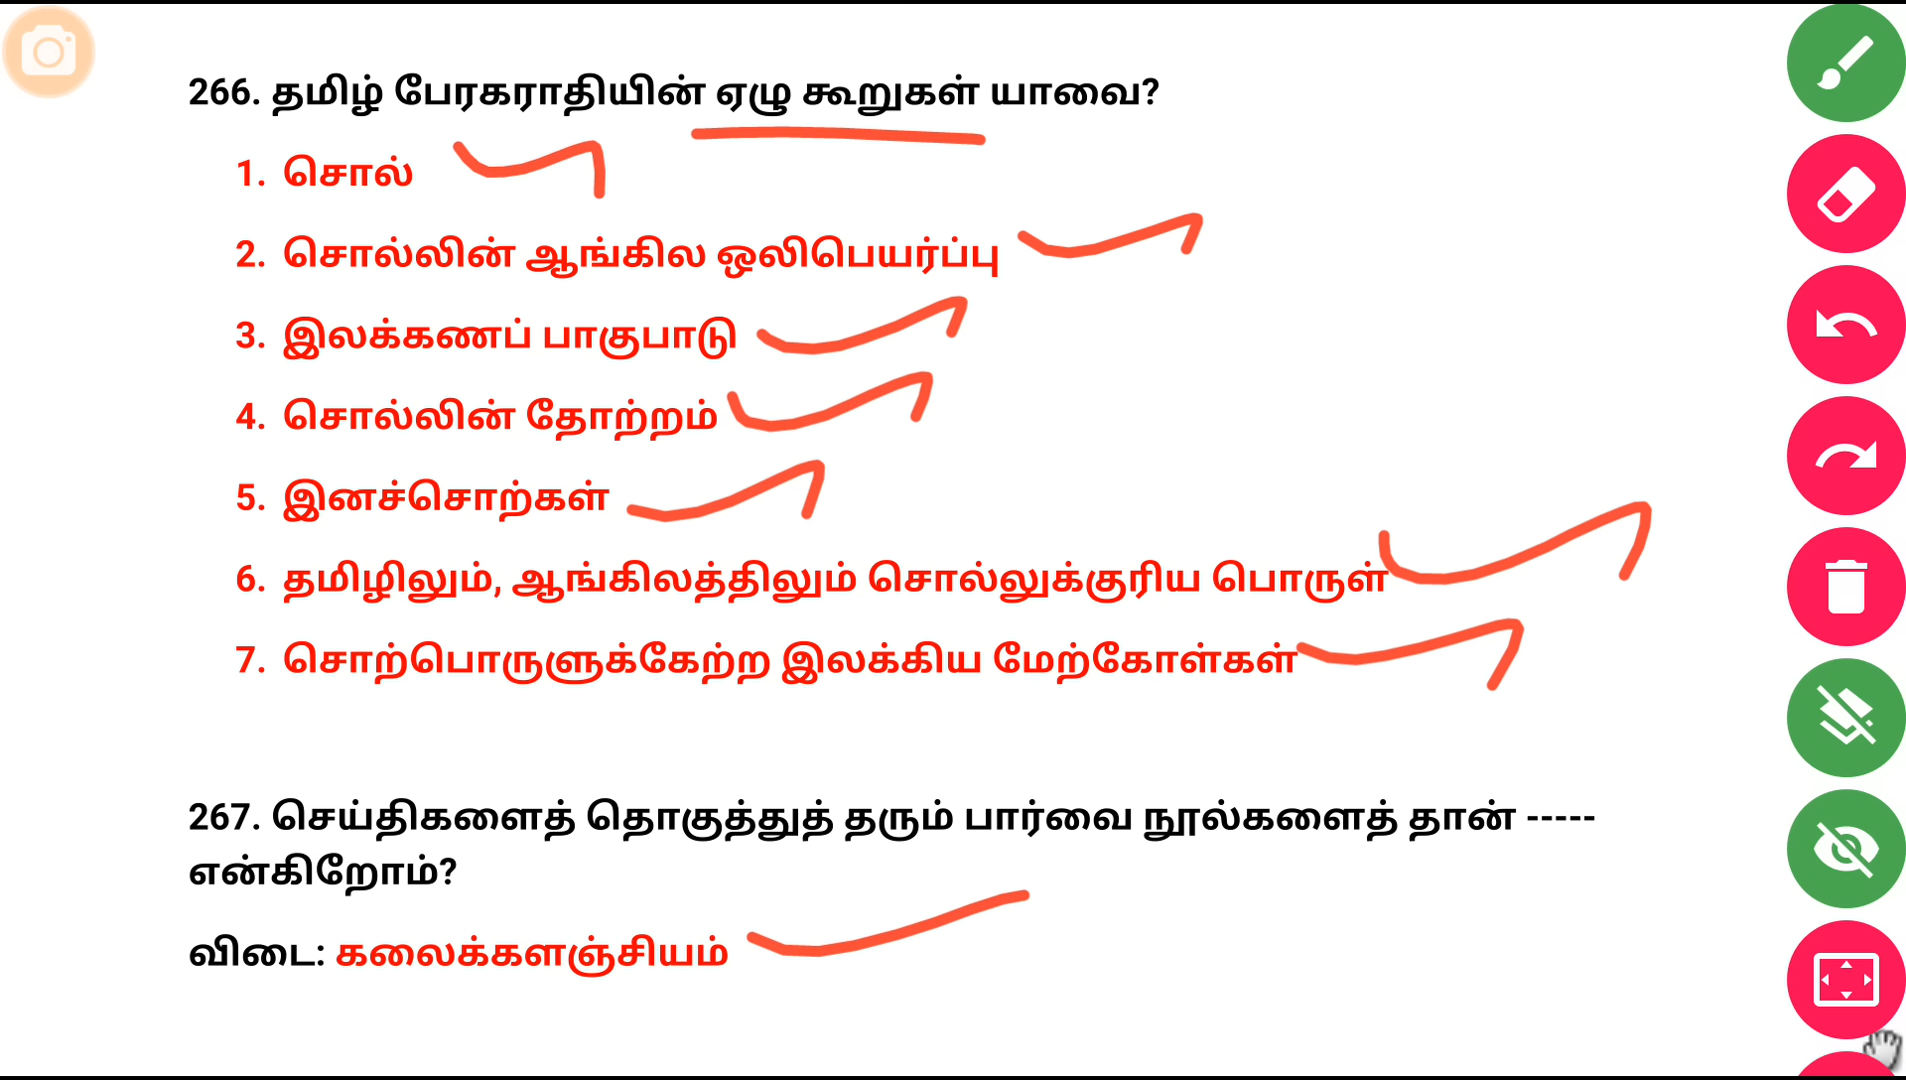 266. தமிழ் பேரகராதியின் ஏழு கூறுகள் யாவை?
1. சொல்
2. சொல்லின் ஆங்கில ஒலிபெயர்ப்பு
3. இலக்கணப் பாகுபாடு
4. சொல்லின் தோற்றம்
5. இனச்சொற்கள்
6. தமிழிலும், ஆங்கிலத்திலும் சொல்லுக்குரிய பொருள்
7. சொற்பொருளுக்கேற்ற இலக்கிய மேற்கோள்கள்
267. செய்திகளைத் தொகுத்துத் தரும் பார்வை நூல்களைத் தான் -----
என்கிறோம்?
விடை: கலைக்களஞ்சியம்